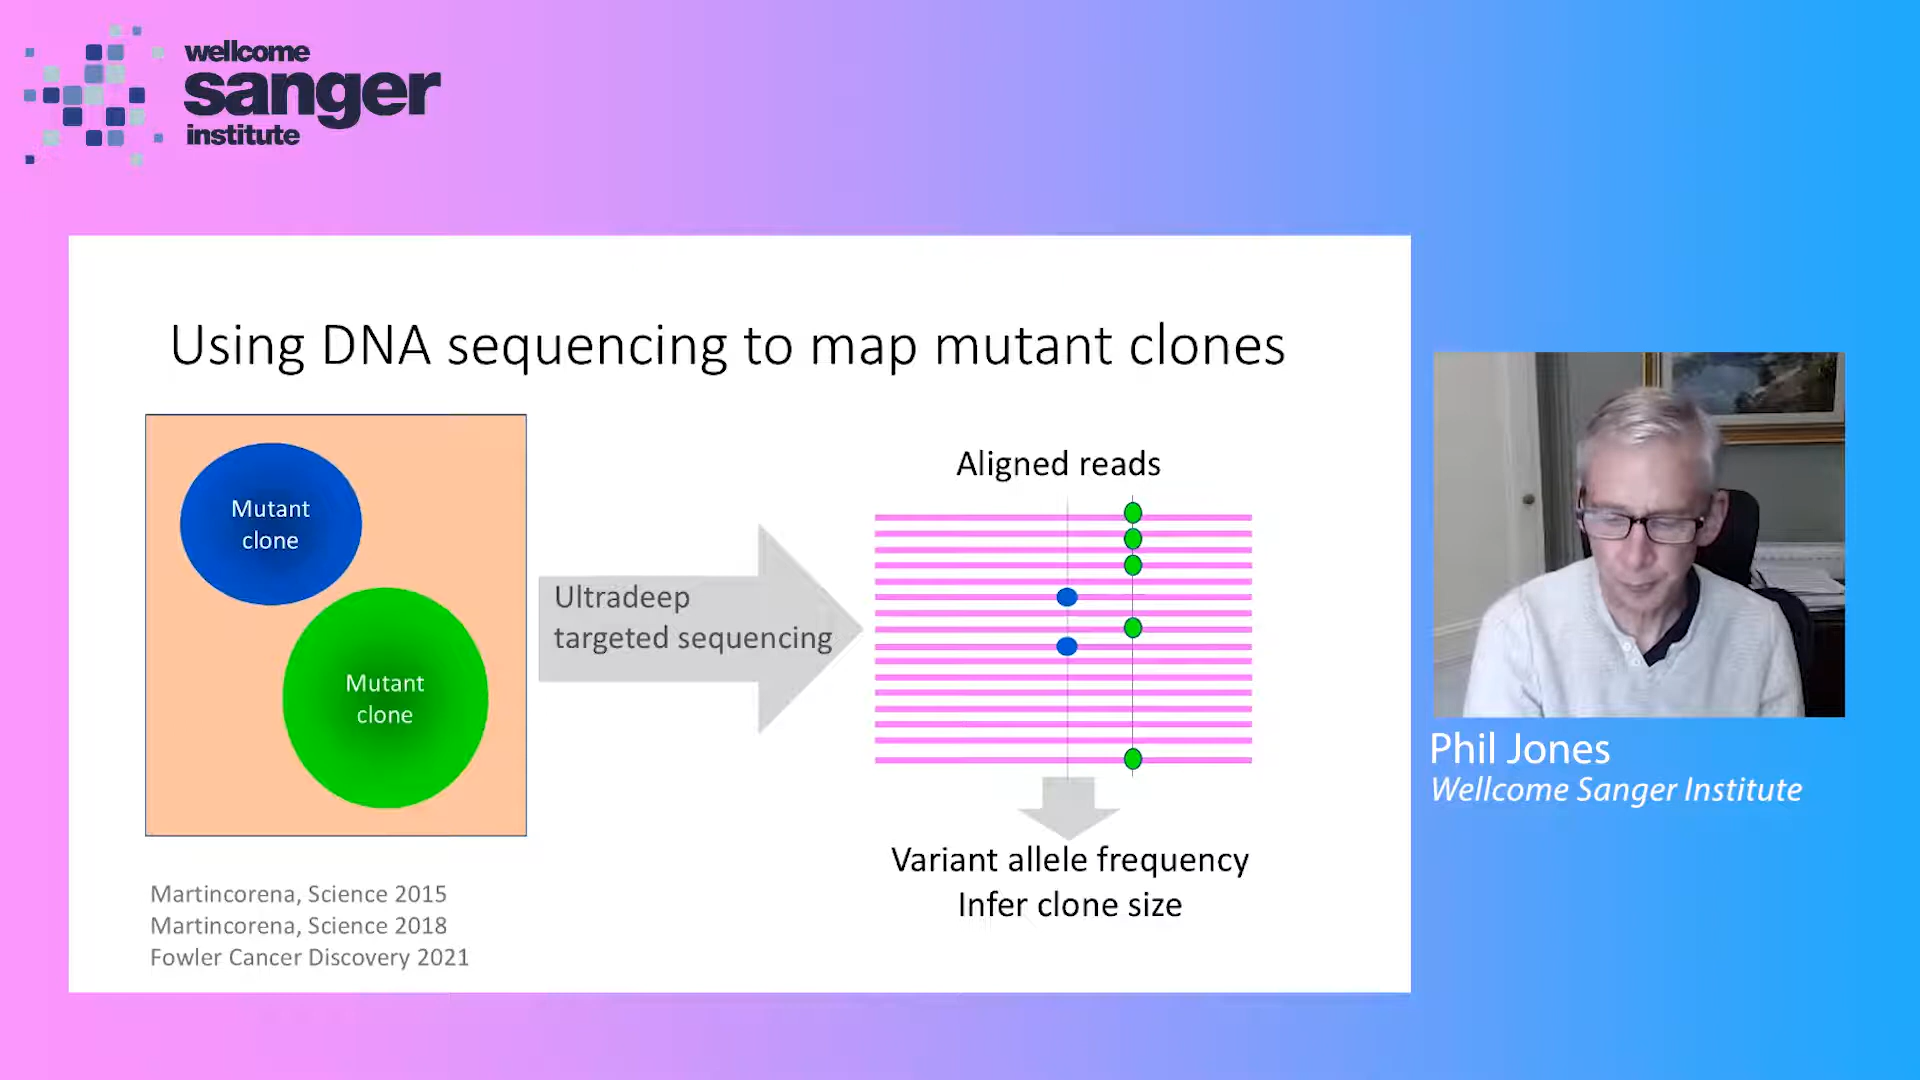 wellcome
sanger
institute
Using DNA sequencing to map mutant clones
Mutant
clone
Mutant
clone
Ultradeep
targeted sequencing
Aligned reads
Variant allele frequency
Infer clone size
Martincorena, Science 2015
Martincorena, Science 2018
Fowler Cancer Discovery 2021
Phil Jones
Wellcome Sanger Institute